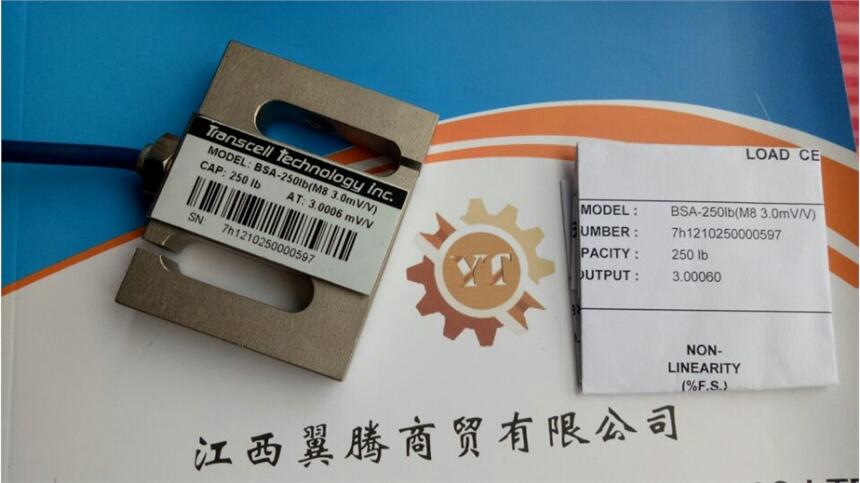 Transcell Technology Inc.
MODEL: BSA-250lb(M8 3.0mV/V)
CAP: 250 lb
AT: 3.0006 mV/V
SN:
7h1210250000597
LOAD CE
MODEL : BSA-250lb(M8 3.0mV/V)
UMBER : 7h1210250000597
PACITY : 250 lb
OUTPUT : 3.00060
NON-
LINEARITY
(%F.S.)
YT
江西翼腾商贸有限公司